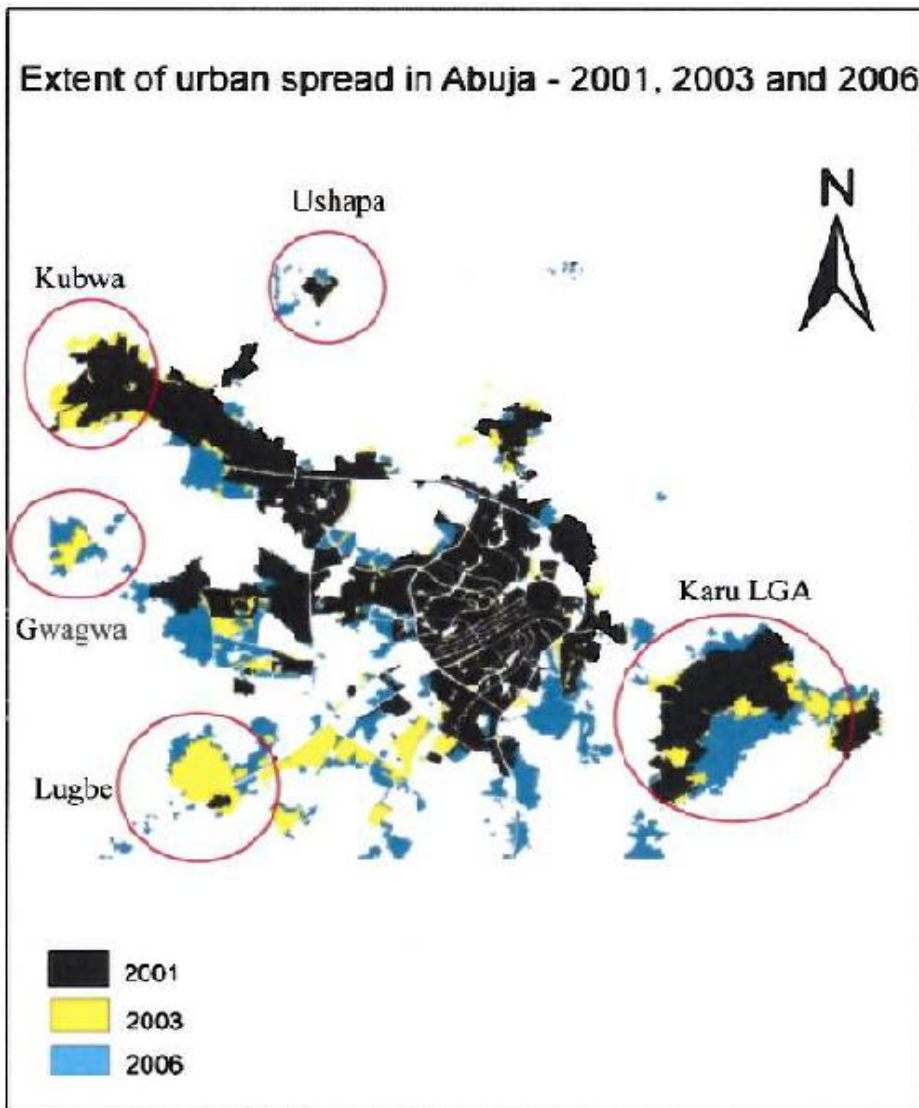 Extent of urban spread in Abuja - 2001, 2003 and 2006
N
Ushapa
Kubwa
Karu LGA
Gwagwa
Lugbe
2001
2003
2006